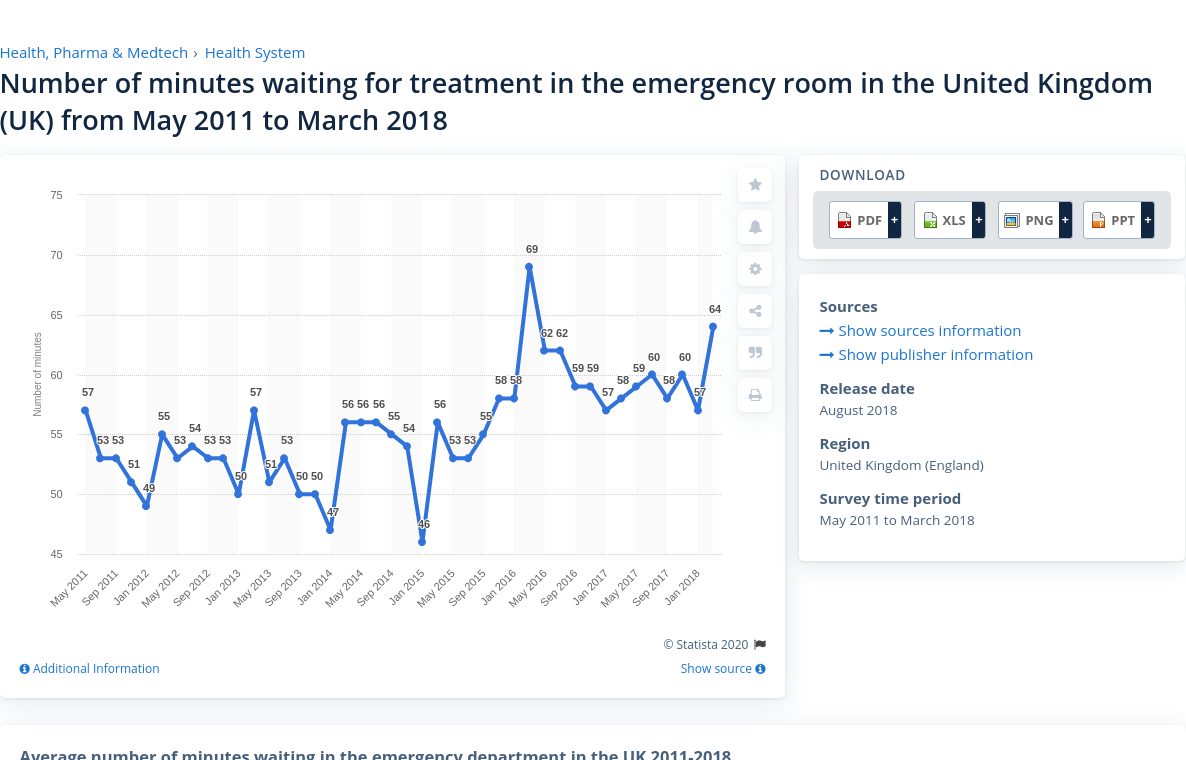 Health, Pharma & Medtech › Health System
Number of minutes waiting for treatment in the emergency room in the United Kingdom
(UK) from May 2011 to March 2018
75
70
65
60
55
50
45
Number of minutes
57
53 53
51
49
55
53
54
53 53
50
57
51
53
50 50
47
56 56 56
55
54
46
56
53 53
55
58 58
69
62 62
59 59
57
58
59
60
58
60
57
64
May 2011
Sep 2011
Jan 2012
May 2012
Sep 2012
Jan 2013
May 2013
Sep 2013
Jan 2014
May 2014
Sep 2014
Jan 2015
May 2015
Sep 2015
Jan 2016
May 2016
Sep 2016
Jan 2017
May 2017
Sep 2017
Jan 2018
© Statista 2020
Additional Information
Show source
DOWNLOAD
PDF + XLS + PNG + PPT +
Sources
Show sources information
Show publisher information
Release date
August 2018
Region
United Kingdom (England)
Survey time period
May 2011 to March 2018
Average number of minutes waiting in the emergency department in the UK 2011-2018